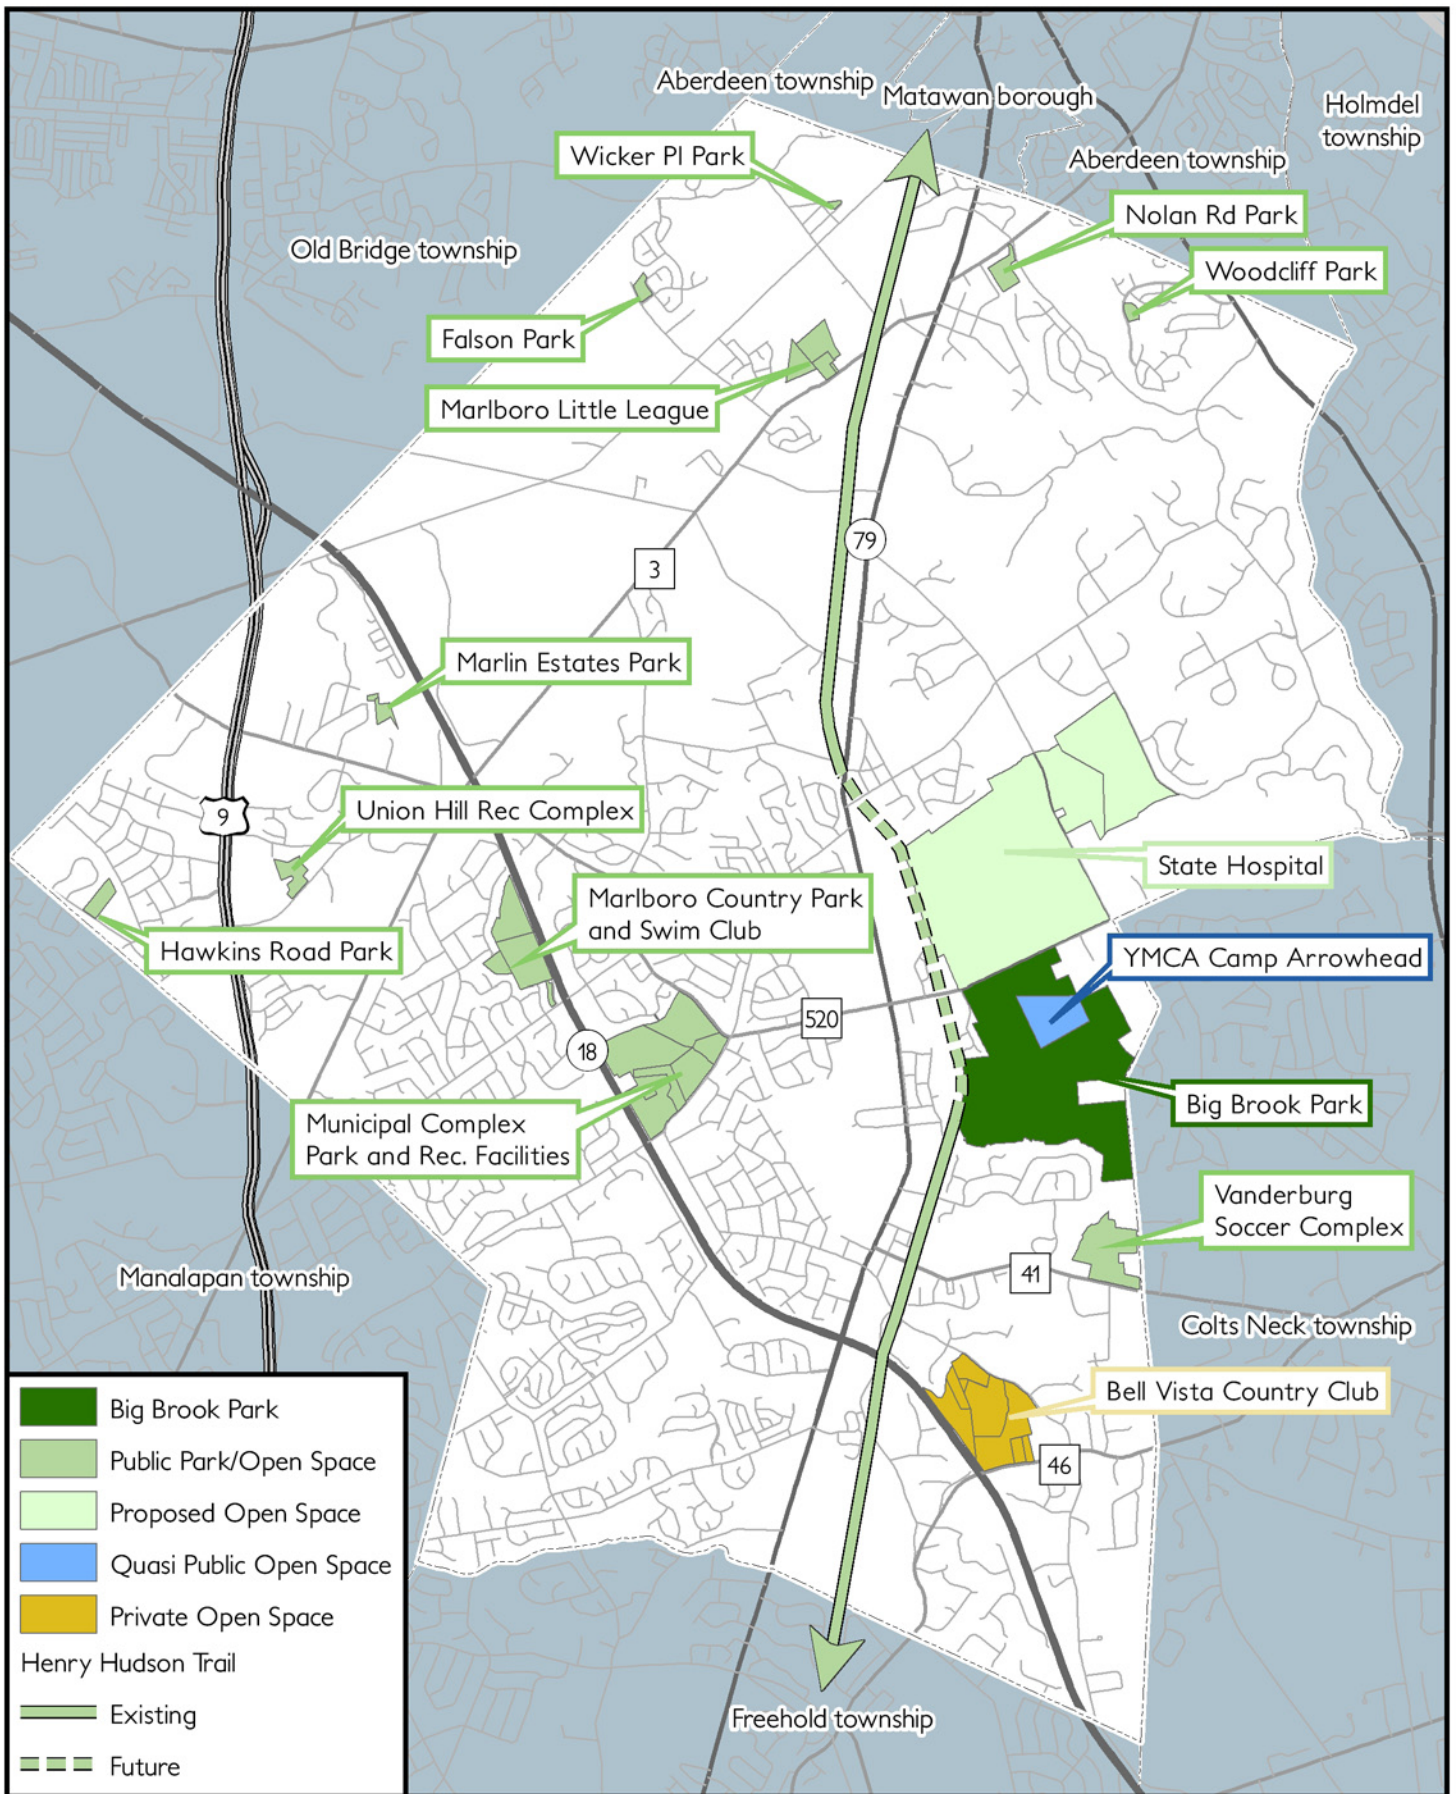 Aberdeen township
Matawan borough
Holmdel
township
Wicker Pl Park
Aberdeen township
Nolan Rd Park
Old Bridge township
Woodcliff Park
Falson Park
Marlboro Little League
79
3
Marlin Estates Park
9
Union Hill Rec Complex
State Hospital
Marlboro Country Park
and Swim Club
Hawkins Road Park
YMCA Camp Arrowhead
520
18
Big Brook Park
Municipal Complex
Park and Rec. Facilities
Vanderburg
Soccer Complex
Manalapan township
41
Colts Neck township
Bell Vista Country Club
46
Big Brook Park
Public Park/Open Space
Proposed Open Space
Quasi Public Open Space
Private Open Space
Henry Hudson Trail
Existing
Future
Freehold township